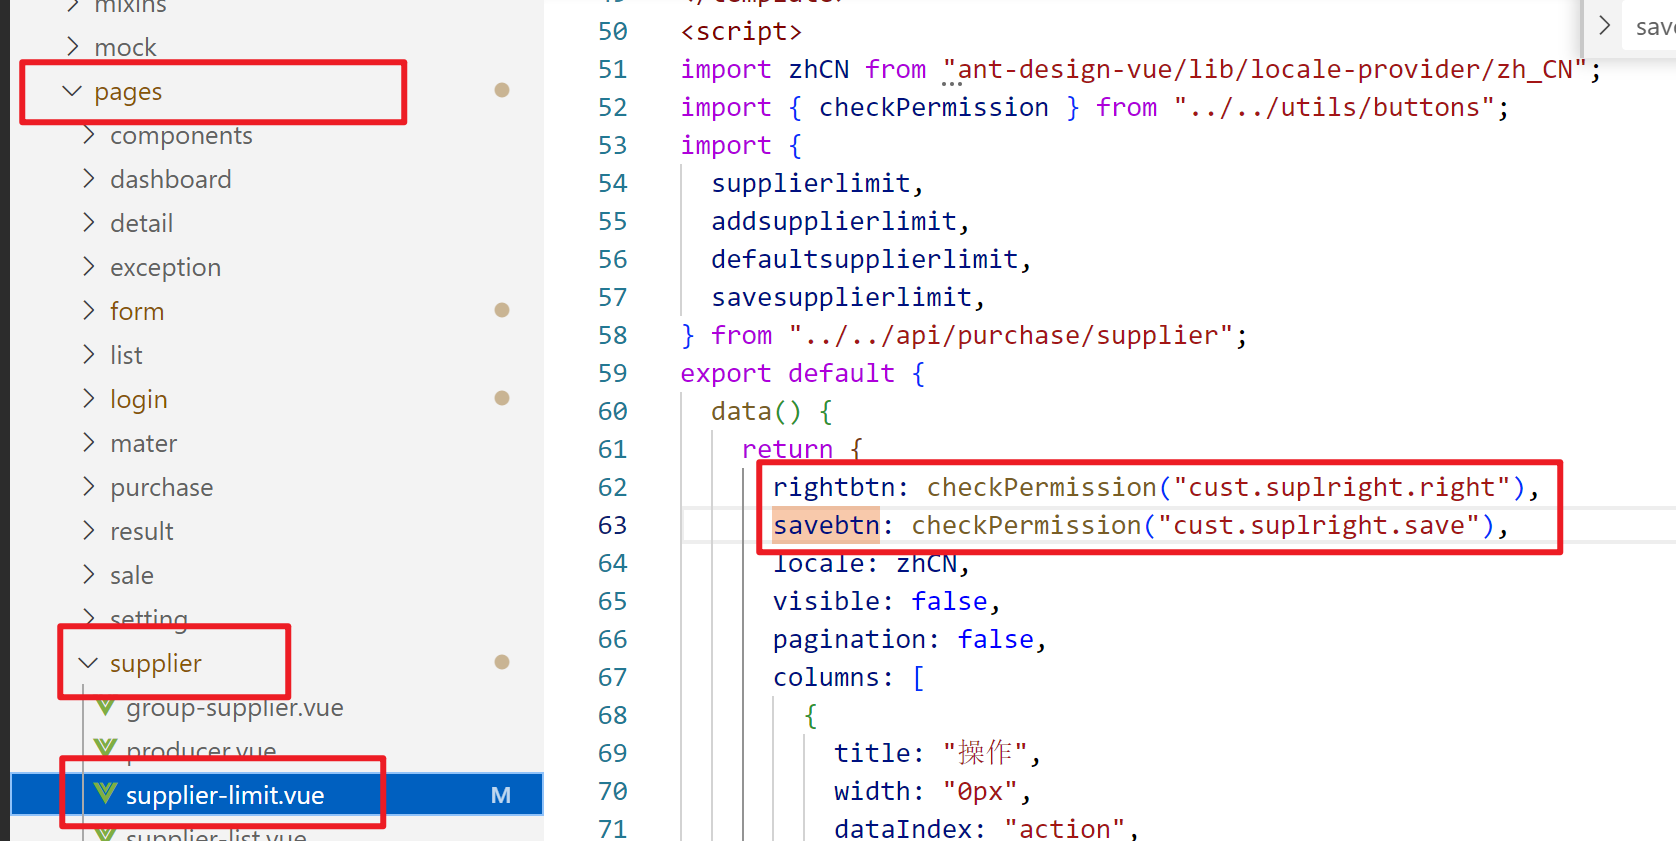 mixins
mock
pages
components
dashboard
detail
exception
form
list
login
mater
purchase
result
sale
setting
supplier
group-supplier.vue
producer.vue
supplier-limit.vue M
supplier-list.vue
50 <script>
51 import zhCN from "ant-design-vue/lib/locale-provider/zh_CN";
52 import { checkPermission } from "../../utils/buttons";
53 import {
54 supplierlimit,
55 addsupplierlimit,
56 defaultsupplierlimit,
57 savesupplierlimit,
58 } from "../../api/purchase/supplier";
59 export default {
60 data() {
61 return {
62 rightbtn: checkPermission("cust.suplright.right"),
63 savebtn: checkPermission("cust.suplright.save"),
64 locale: zhCN,
65 visible: false,
66 pagination: false,
67 columns: [
68 {
69 title: "操作",
70 width: "0px",
71 dataIndex: "action",